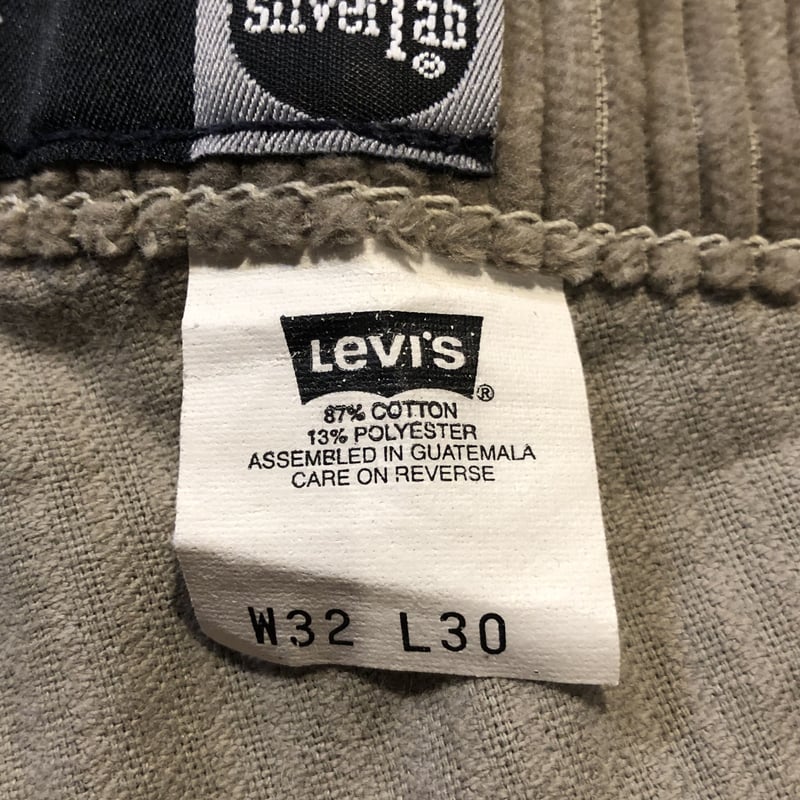 silverTab
®
Levi's
®
87% COTTON
13% POLYESTER
ASSEMBLED IN GUATEMALA
CARE ON REVERSE
W32 L30